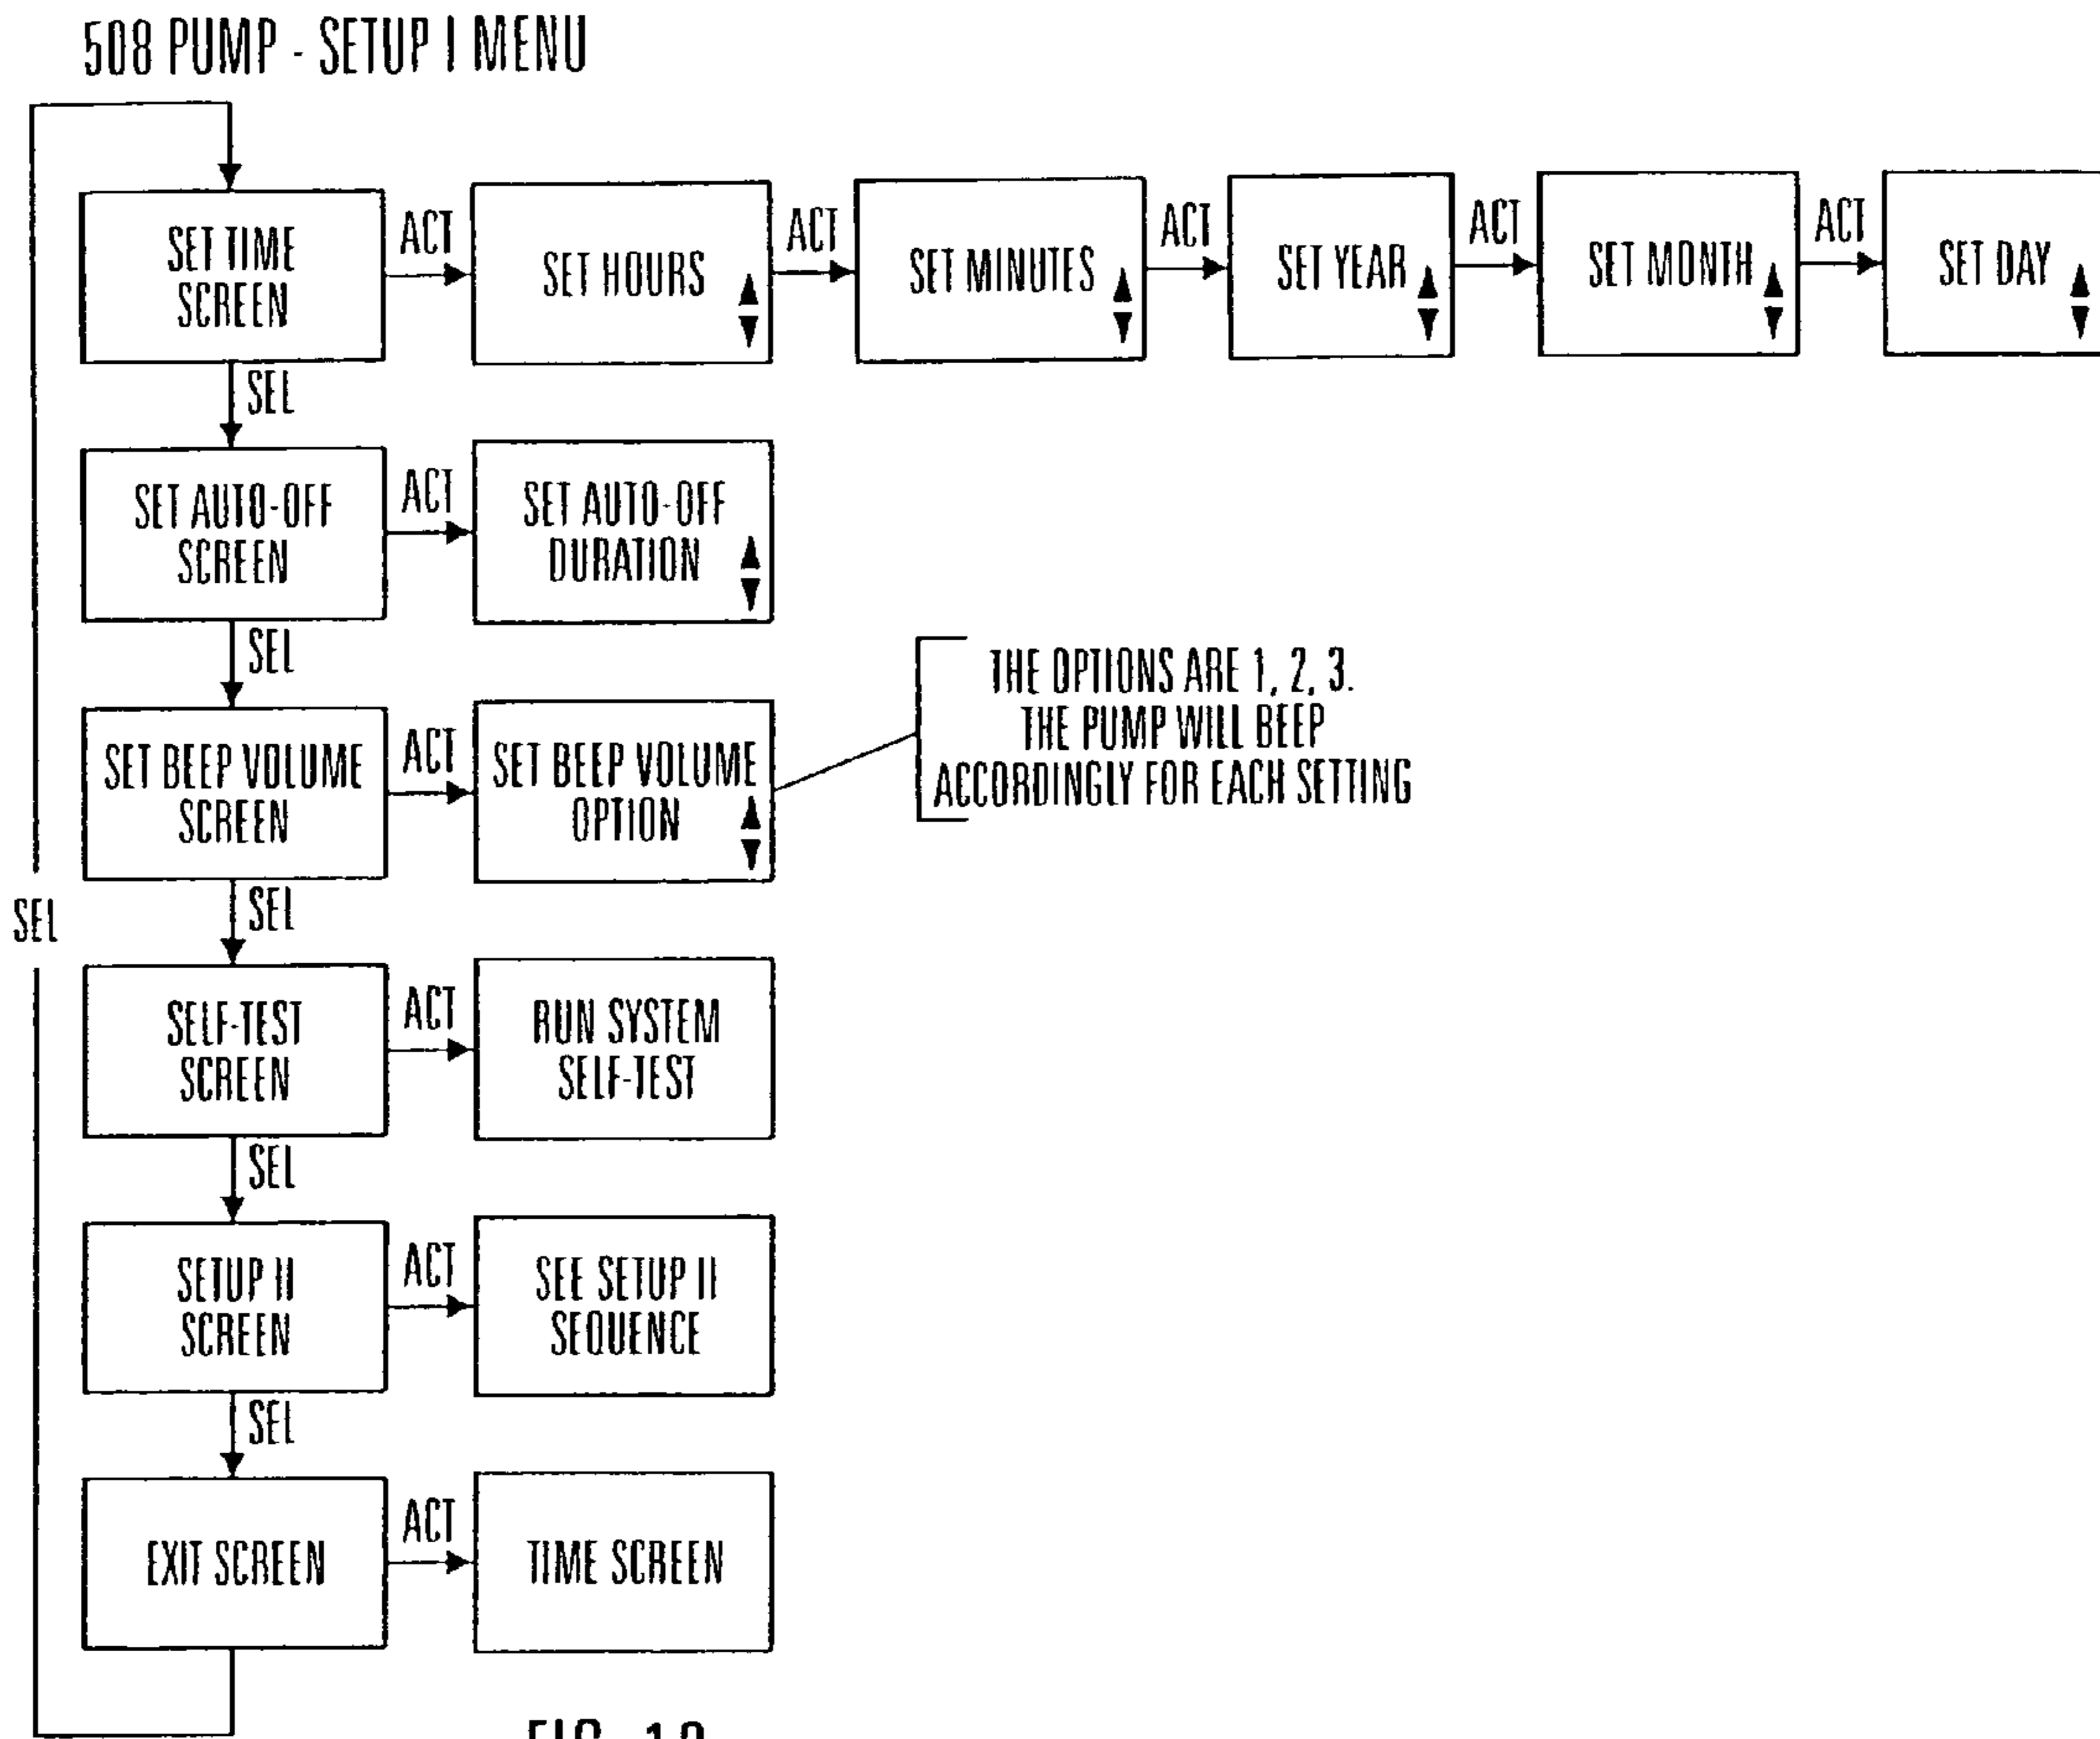 508 PUMP - SETUP I MENU
SET TIME
SCREEN
ACT
SET HOURS
ACT
SET MINUTES
ACT
SET YEAR
ACT
SET MONTH
ACT
SET DAY
SEL
SET AUTO-OFF
SCREEN
ACT
SET AUTO-OFF
DURATION
SEL
SET BEEP VOLUME
SCREEN
ACT
SET BEEP VOLUME
OPTION
THE OPTIONS ARE 1, 2, 3.
THE PUMP WILL BEEP
ACCORDINGLY FOR EACH SETTING
SEL
SEL
SELF-TEST
SCREEN
ACT
RUN SYSTEM
SELF-TEST
SEL
SETUP II
SCREEN
ACT
SEE SETUP II
SEQUENCE
SEL
EXIT SCREEN
ACT
TIME SCREEN
FIG.